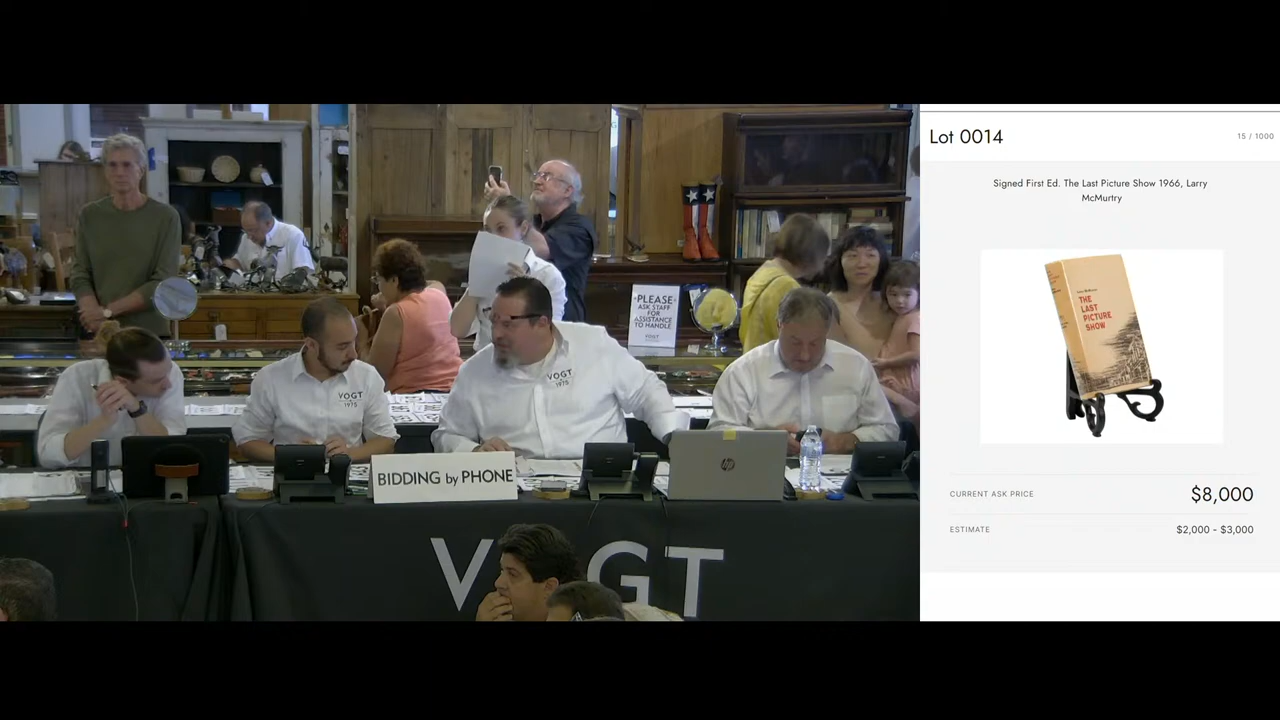 Lot 0014
15 / 1000
Signed First Ed. The Last Picture Show 1966, Larry
McMurtry
THE
LAST
PICTURE
SHOW
CURRENT ASK PRICE
$8,000
ESTIMATE
$2,000 - $3,000
PLEASE
ASK STAFF
FOR
ASSISTANCE
TO HANDLE
VOGT
VOGT
1975
VOGT
1975
hp
BIDDING by PHONE
V GT